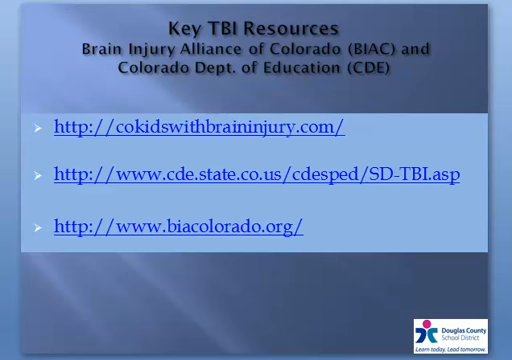 Key TBI Resources
Brain Injury Alliance of Colorado (BIAC) and
Colorado Dept. of Education (CDE)
http://cokidswithbraininjury.com/
http://www.cde.state.co.us/cdesped/SD-TBI.asp
http://www.biacolorado.org/
Douglas County
School District
Learn today. Lead tomorrow.